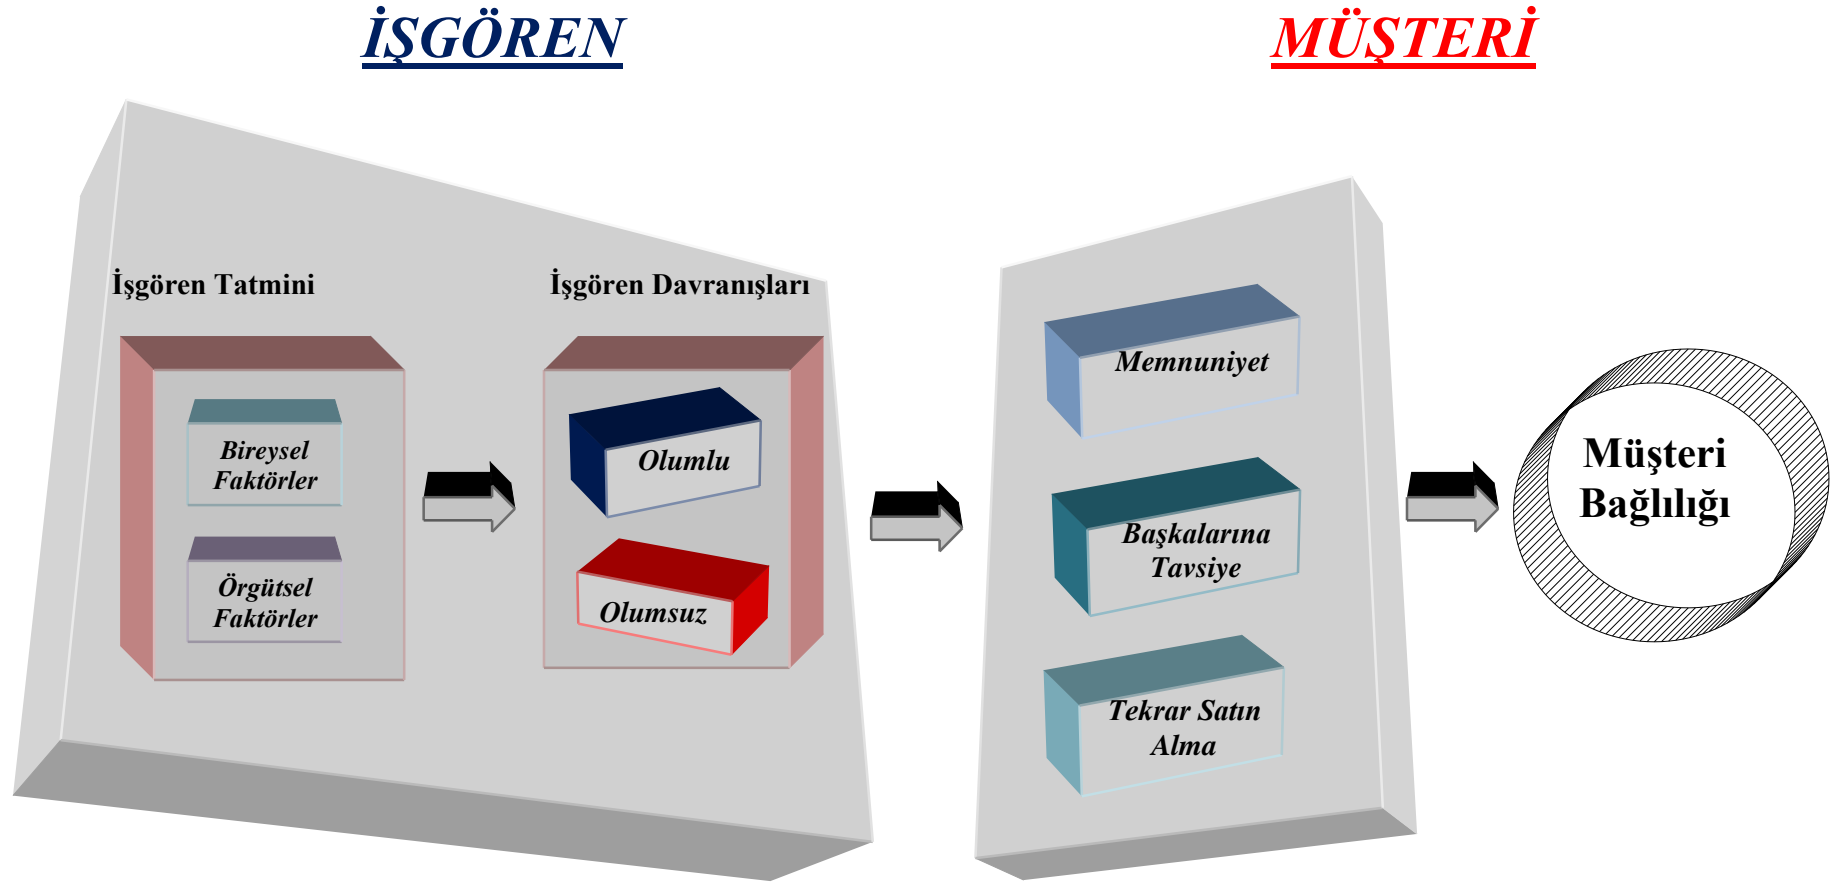 İŞGÖREN
MÜŞTERİ
İşgören Tatmini
İşgören Davranışları
Bireysel
Faktörler
Örgütsel
Faktörler
Olumlu
Olumsuz
Memnuniyet
Başkalarına
Tavsiye
Tekrar Satın
Alma
Müşteri
Bağlılığı